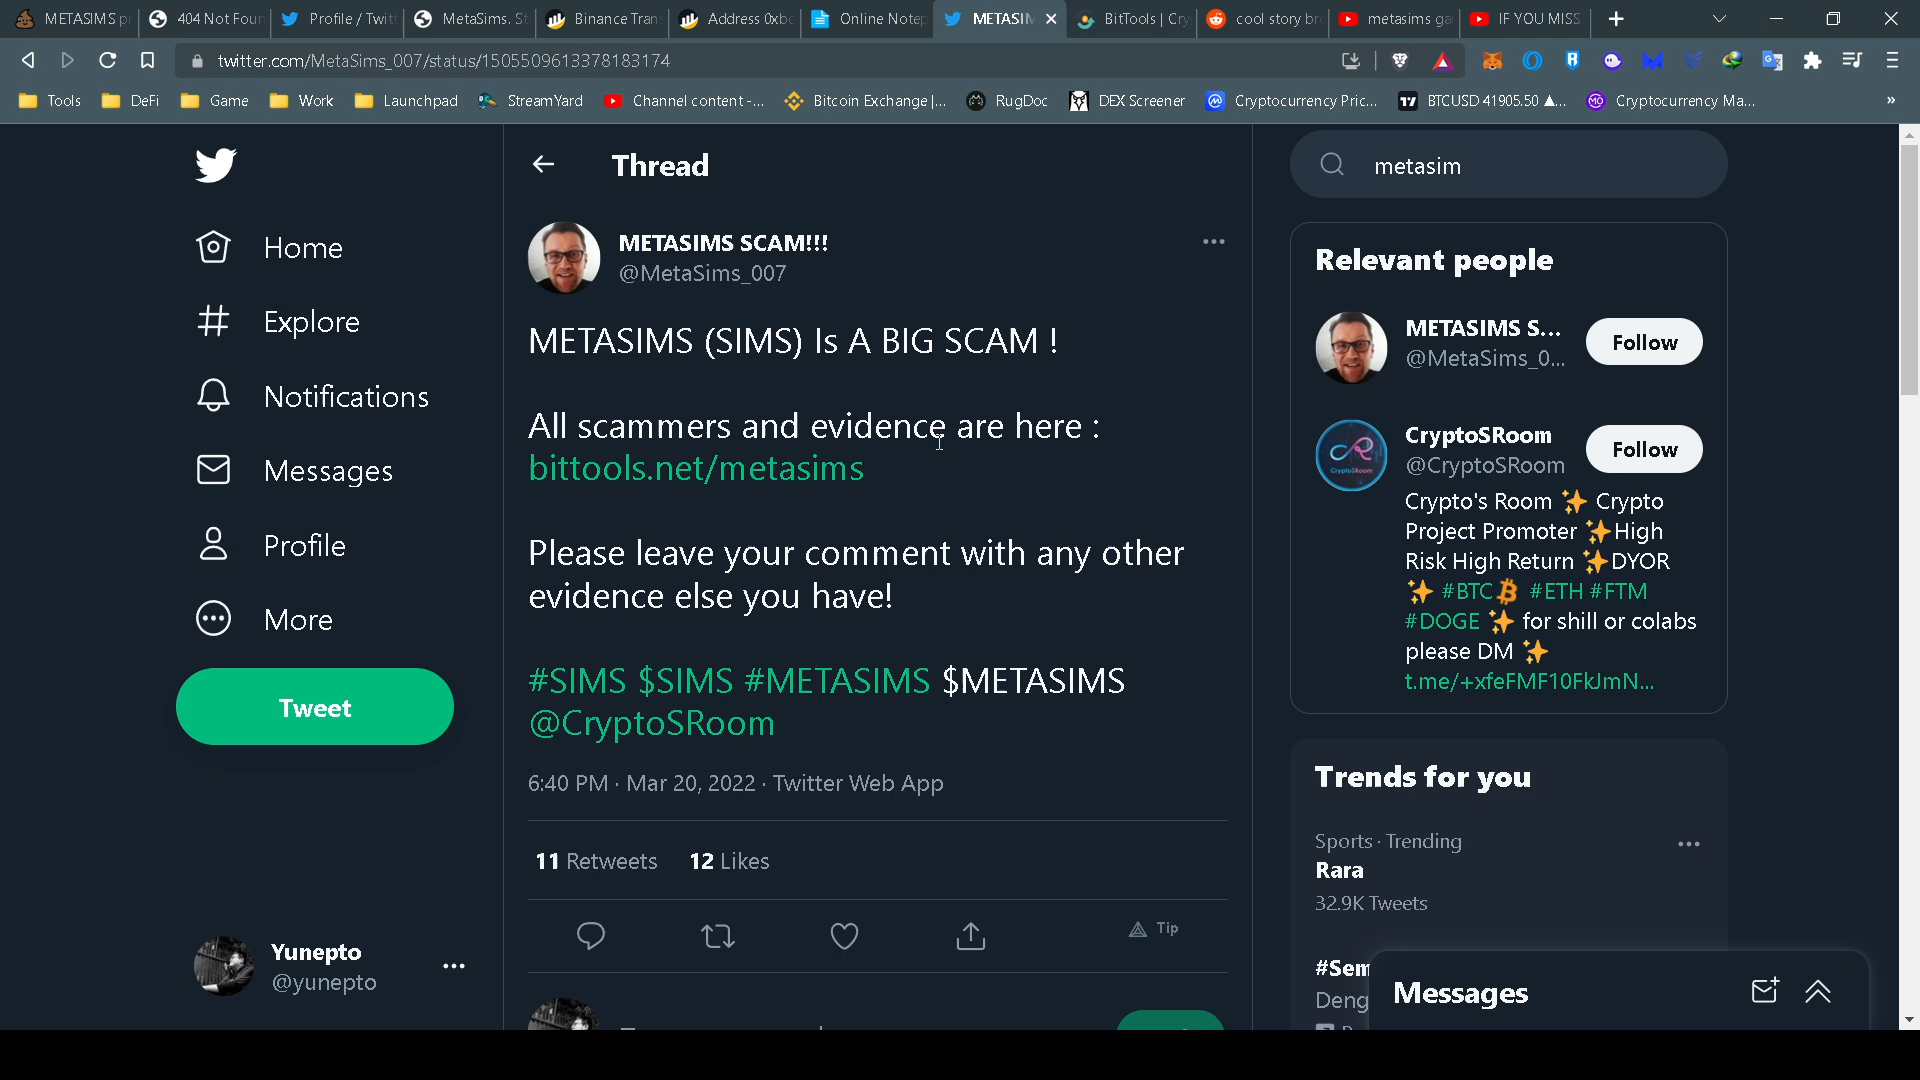 METASIMS p
404 Not Foun
Profile / Twit
MetaSims. S
Binance Tran
Address 0xb
Online Note
METASIM
BitTools | Cry
cool story br
metasims ga
IF YOU MISS
twitter.com/MetaSims_007/status/1505509613378183174
Tools
DeFi
Game
Work
Launchpad
StreamYard
Channel content -...
Bitcoin Exchange |...
RugDoc
DEX Screener
Cryptocurrency Pric...
BTCUSD 41905.50 ▲...
Cryptocurrency Ma...
»
Home
Explore
Notifications
Messages
Profile
More
Tweet
Yunepto
@yunepto
Thread
METASIMS SCAM!!!
@MetaSims_007
METASIMS (SIMS) Is A BIG SCAM !
All scammers and evidence are here :
bittools.net/metasims
Please leave your comment with any other
evidence else you have!
#SIMS $SIMS #METASIMS $METASIMS
@CryptoSRoom
6:40 PM · Mar 20, 2022 · Twitter Web App
11 Retweets 12 Likes
Tip
metasim
Relevant people
METASIMS S...
@MetaSims_0...
Follow
CryptoSRoom
@CryptoSRoom
Follow
Crypto's Room ✨ Crypto
Project Promoter ✨High
Risk High Return ✨DYOR
✨ #BTC #ETH #FTM
#DOGE ✨ for shill or colabs
please DM ✨
t.me/+xfeFMF10FkJmN...
Trends for you
Sports · Trending
Rara
32.9K Tweets
#Sem
Deng
Messages